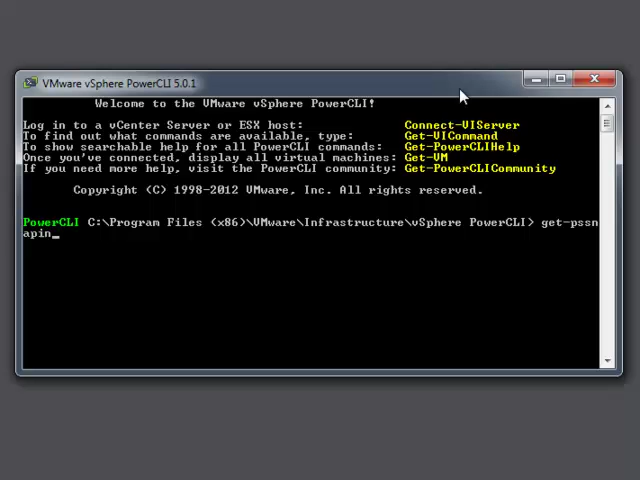 VMware vSphere PowerCLI 5.0.1
Welcome to the VMware vSphere PowerCLI!
Log in to a vCenter Server or ESX host: Connect-VIServer
To find out what commands are available, type: Get-VICommand
To show searchable help for all PowerCLI commands: Get-PowerCLIHelp
Once you've connected, display all virtual machines: Get-VM
If you need more help, visit the PowerCLI community: Get-PowerCLICommunity
Copyright (C) 1998-2012 VMware, Inc. All rights reserved.
PowerCLI C:\Program Files (x86)\VMware\Infrastructure\vSphere PowerCLI> get-pssn
apin_